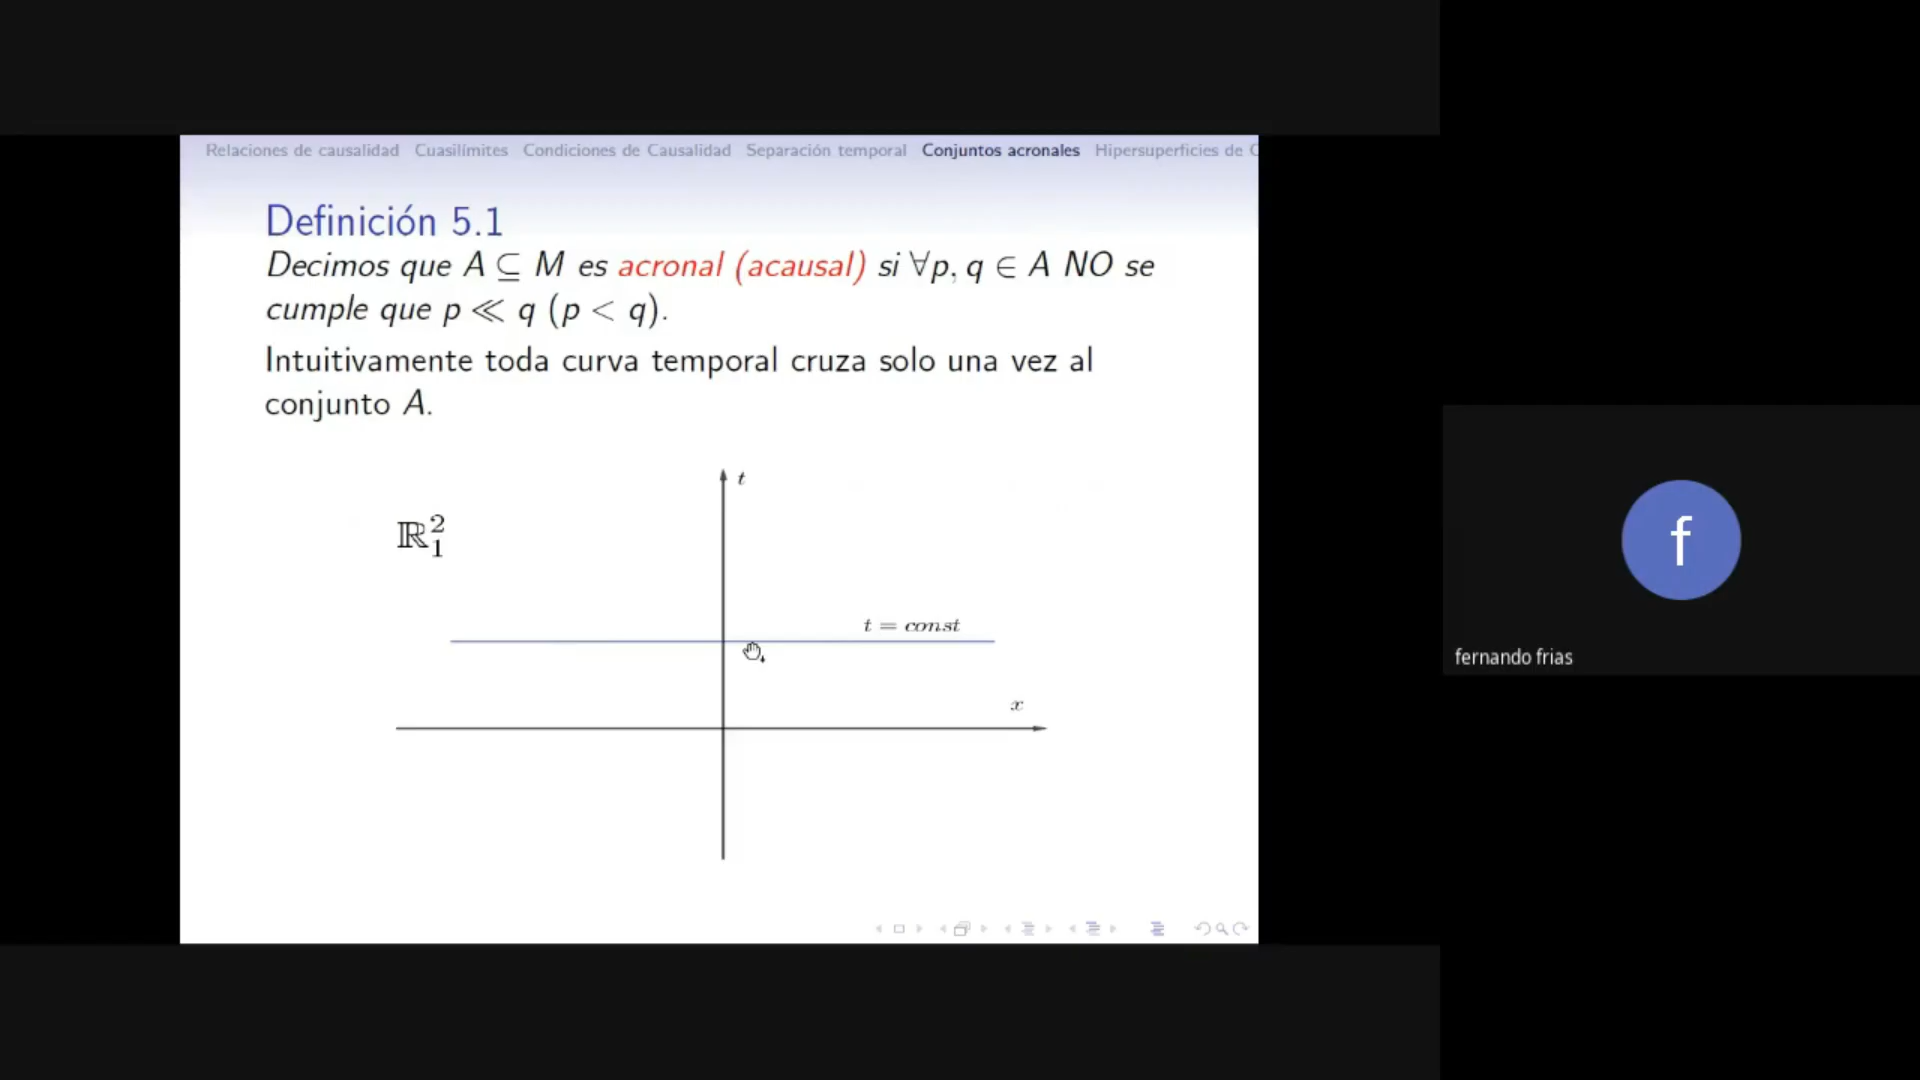 Relaciones de causalidad Cuasilímites Condiciones de Causalidad Separación temporal Conjuntos acronales Hipersuperficies de C
Definición 5.1
Decimos que A ⊆ M es acronal (acausal) si ∀p, q ∈ A NO se
cumple que p ≪ q (p < q).
Intuitivamente toda curva temporal cruza solo una vez al
conjunto A.
t
ℝ²₁
t = const
x
f
fernando frias